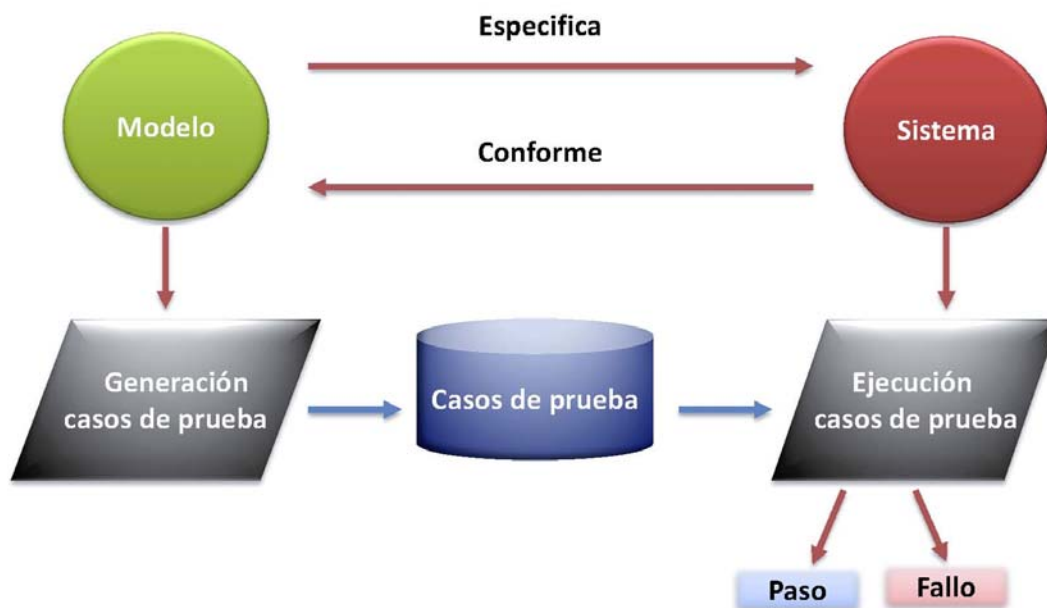 Especifica
Modelo
Sistema
Conforme
Generación
casos de prueba
Casos de prueba
Ejecución
casos de prueba
Paso
Fallo